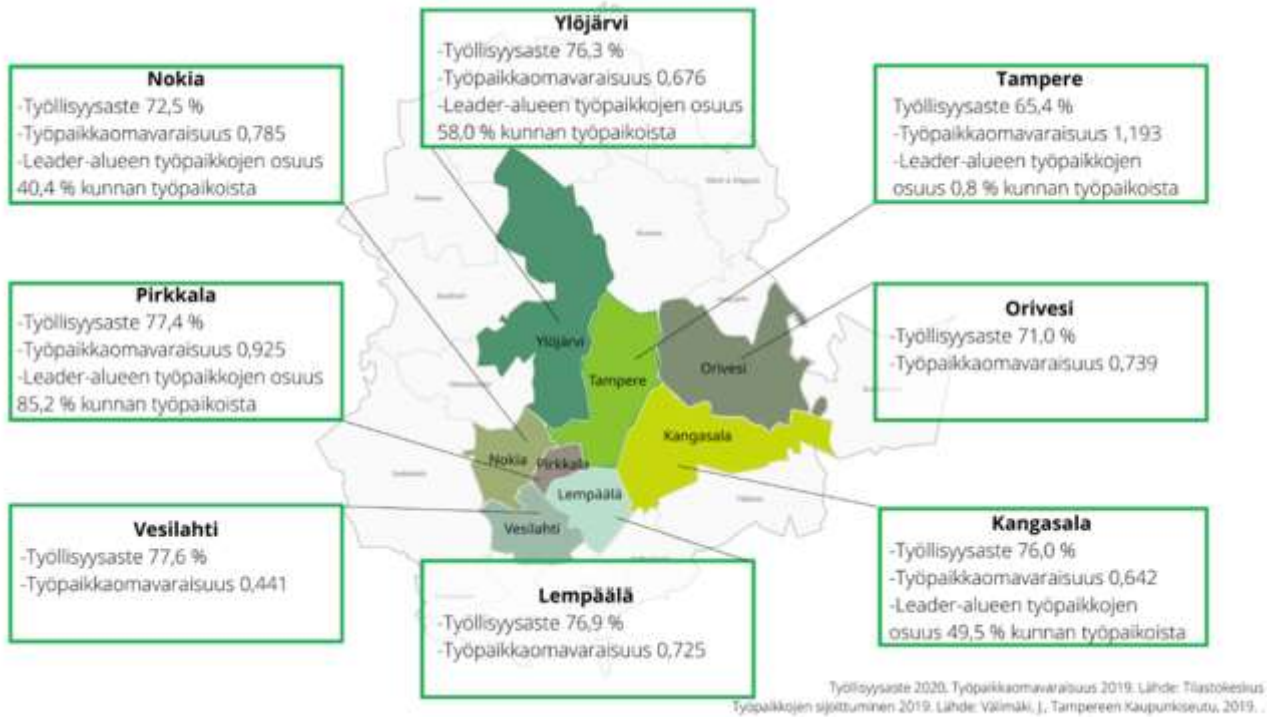 Ylöjärvi
-Työllisyysaste 76,3 %
-Työpaikkaomavaraisuus 0,676
-Leader-alueen työpaikkojen osuus
58,0 % kunnan työpaikoista
Nokia
-Työllisyysaste 72,5 %
-Työpaikkaomavaraisuus 0,785
-Leader-alueen työpaikkojen osuus
40,4 % kunnan työpaikoista
Tampere
Työllisyysaste 65,4 %
-Työpaikkaomavaraisuus 1,193
-Leader-alueen työpaikkojen
osuus 0,8 % kunnan työpaikoista
Pirkkala
-Työllisyysaste 77,4 %
-Työpaikkaomavaraisuus 0,925
-Leader-alueen työpaikkojen osuus
85,2 % kunnan työpaikoista
Orivesi
-Työllisyysaste 71,0 %
-Työpaikkaomavaraisuus 0,739
Ylöjärvi
Tampere
Orivesi
Kangasala
Nokia
Pirkkala
Lempäälä
Vesilahti
Vesilahti
-Työllisyysaste 77,6 %
-Työpaikkaomavaraisuus 0,441
Lempäälä
-Työllisyysaste 76,9 %
-Työpaikkaomavaraisuus 0,725
Kangasala
-Työllisyysaste 76,0 %
-Työpaikkaomavaraisuus 0,642
-Leader-alueen työpaikkojen
osuus 49,5 % kunnan työpaikoista
Työllisyysaste 2020, Työpaikkaomavaraisuus 2019. Lähde: Tilastokeskus
Työpaikkojen sijoittuminen 2019. Lähde: Välimäki, J., Tampereen Kaupunkiseutu, 2019. .